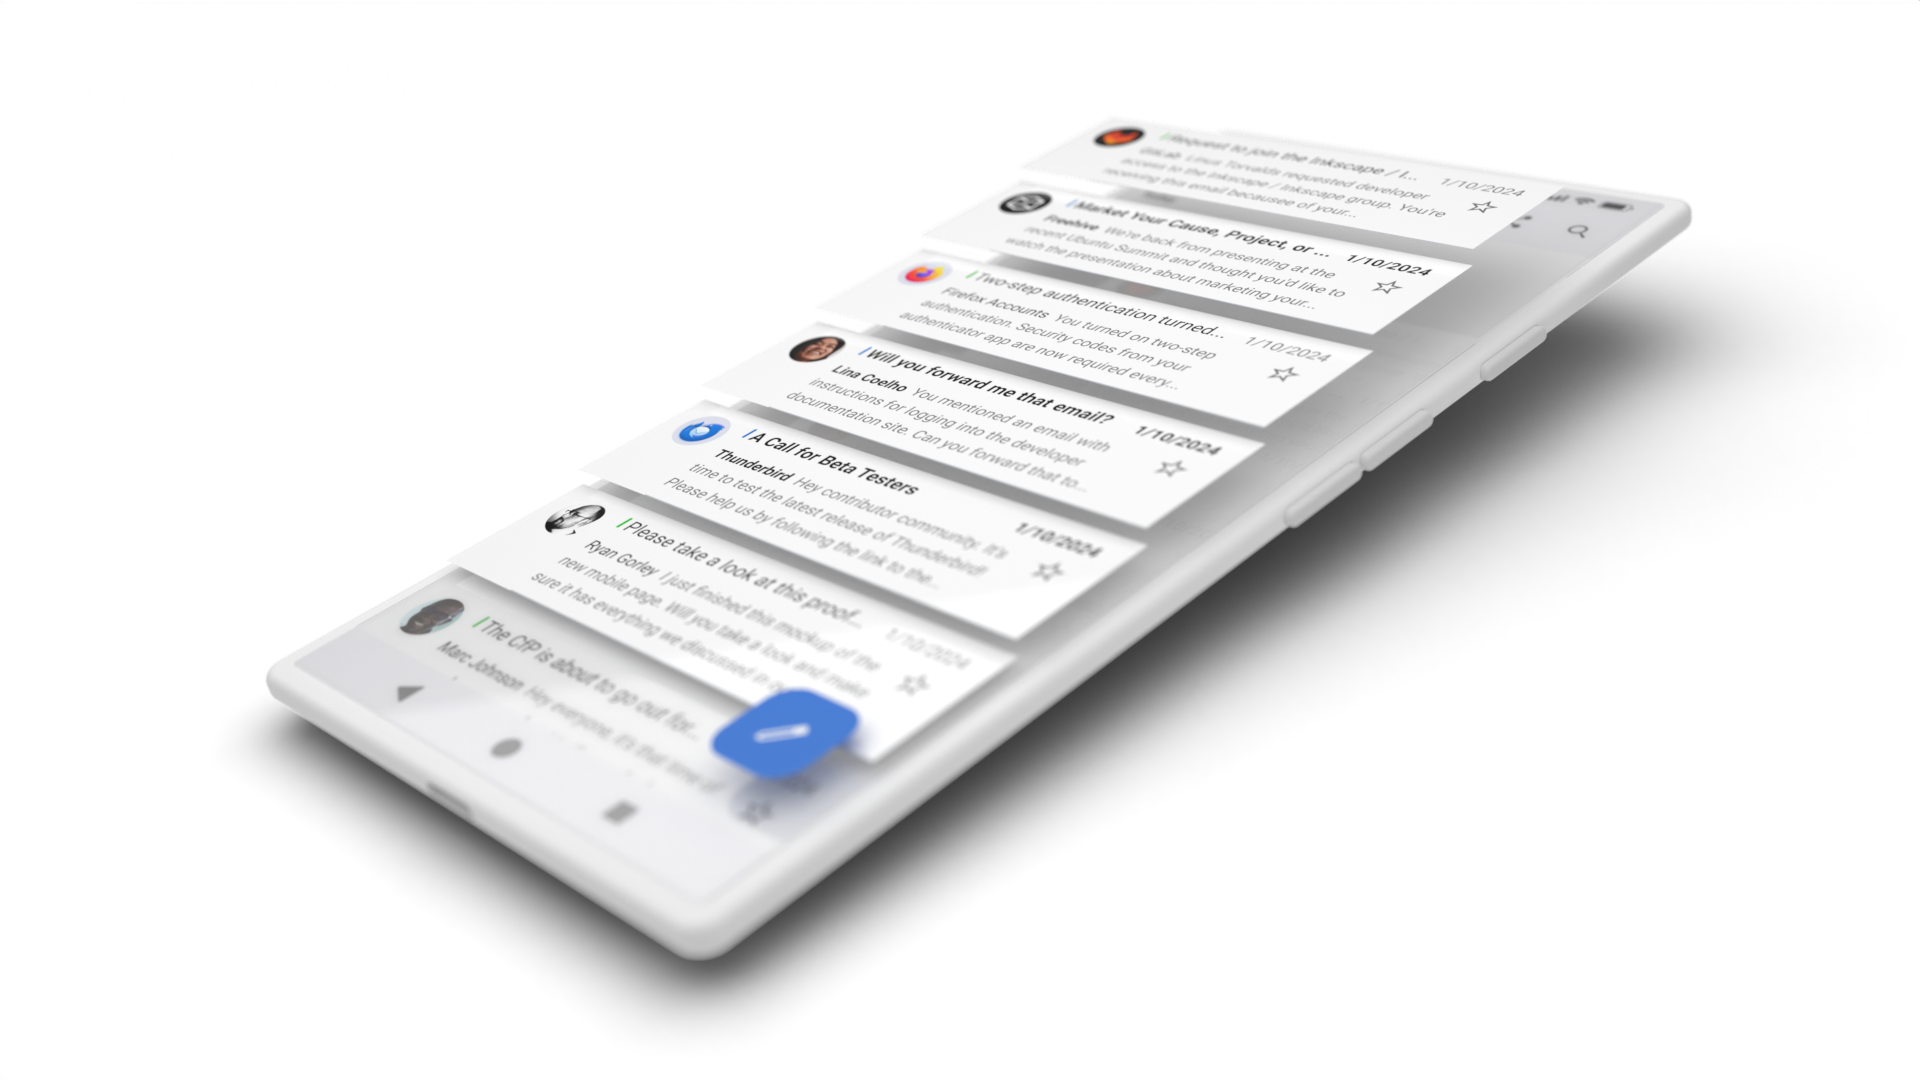 Request to join the Inkscape / I...
1/10/2024
GitLab Linus Torvalds requested developer
access to the Inkscape / Inkscape group. You're
receiving this email becausee of your...
Market Your Cause, Project, or ...
1/10/2024
Freehive We're back from presenting at the
recent Ubuntu Summit and thought you'd like to
watch the presentation about marketing your...
Two-step authentication turned...
1/10/2024
Firefox Accounts You turned on two-step
authentication. Security codes from your
authenticator app are now required every...
Will you forward me that email?
1/10/2024
Lina Coelho You mentioned an email with
instructions for logging into the developer
documentation site. Can you forward that to...
A Call for Beta Testers
1/10/2024
Thunderbird Hey contributor community. It's
time to test the latest release of Thunderbird!
Please help us by following the link to the...
Please take a look at this proof...
1/10/2024
Ryan Gorley I just finished this mockup of the
new mobile page. Will you take a look and make
sure it has everything we discussed in
The CfP is about to go out for...
Marc Johnson Hey everyone, it's that time of